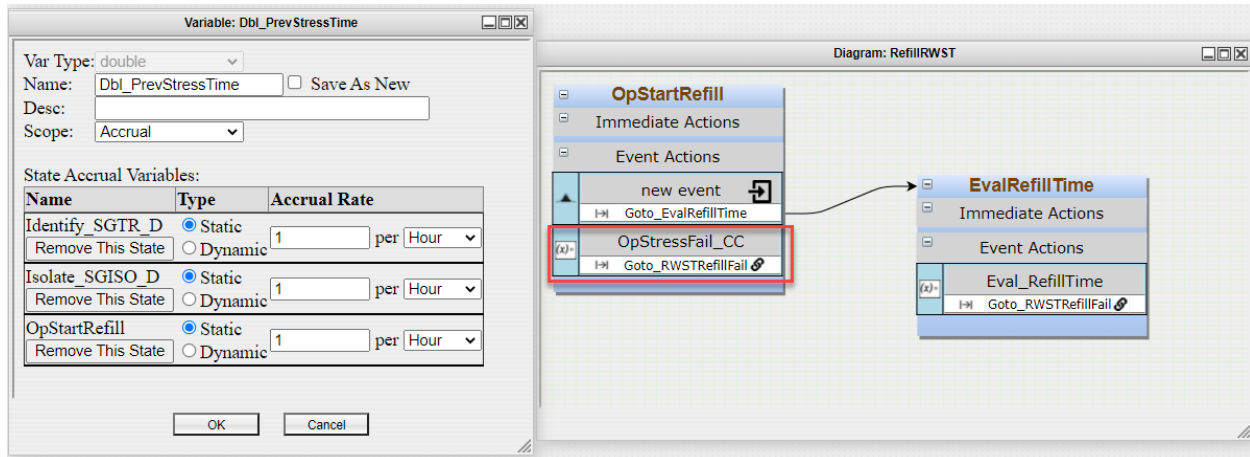 Variable: Dbl_PrevStressTime
Var Type: double
Name: Dbl_PrevStressTime Save As New
Desc:
Scope: Accrual
State Accrual Variables:
Name Type Accrual Rate
Identify_SGTR_D Static
Remove This State Dynamic 1 per Hour
Isolate_SGISO_D Static
Remove This State Dynamic 1 per Hour
OpStartRefill Static
Remove This State Dynamic 1 per Hour
OK Cancel
Diagram: RefillRWST
OpStartRefill
Immediate Actions
Event Actions
new event
Goto_EvalRefillTime
(x)= OpStressFail_CC
Goto_RWSTRefillFail
EvalRefillTime
Immediate Actions
Event Actions
(x)= Eval_RefillTime
Goto_RWSTRefillFail